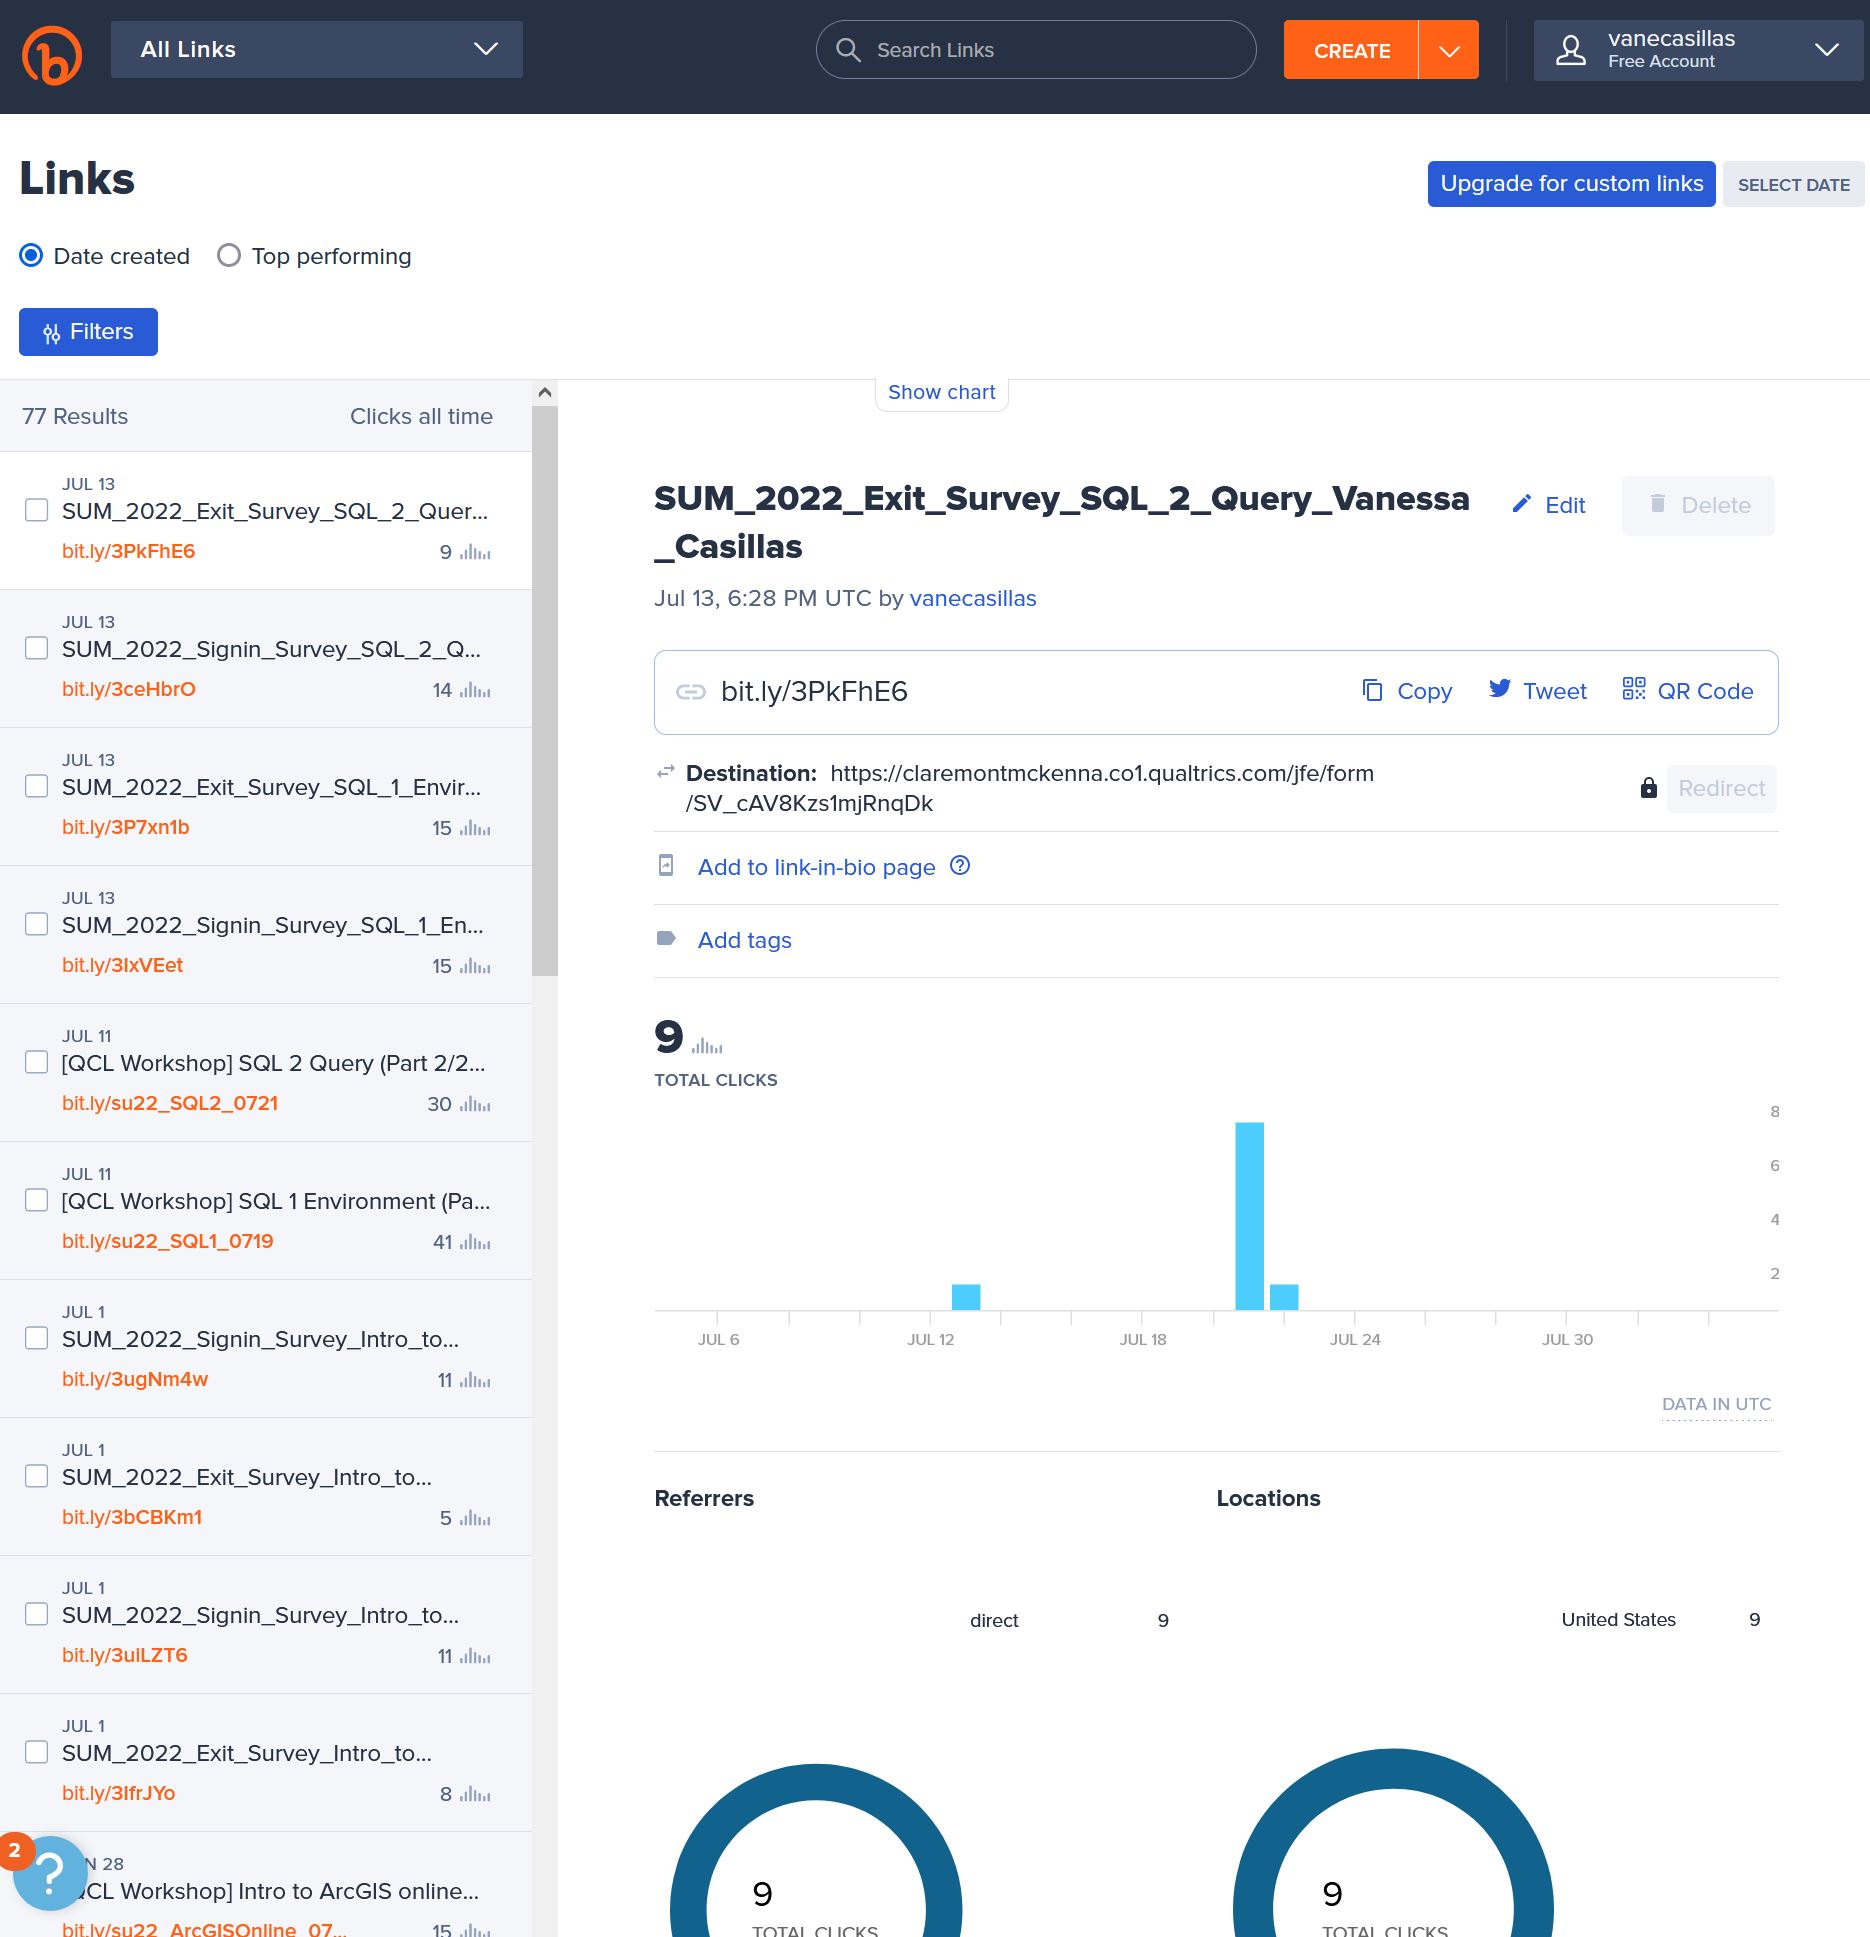 All Links
Search Links
CREATE
vanecasillas
Free Account
Links
Upgrade for custom links
SELECT DATE
Date created
Top performing
Filters
77 Results
Clicks all time
JUL 13
SUM_2022_Exit_Survey_SQL_2_Quer...
bit.ly/3PkFhE6
9
JUL 13
SUM_2022_Signin_Survey_SQL_2_Q...
bit.ly/3ceHbrO
14
JUL 13
SUM_2022_Exit_Survey_SQL_1_Envir...
bit.ly/3P7xn1b
15
JUL 13
SUM_2022_Signin_Survey_SQL_1_En...
bit.ly/3IxVEet
15
JUL 11
[QCL Workshop] SQL 2 Query (Part 2/2...
bit.ly/su22_SQL2_0721
30
JUL 11
[QCL Workshop] SQL 1 Environment (Pa...
bit.ly/su22_SQL1_0719
41
JUL 1
SUM_2022_Signin_Survey_Intro_to...
bit.ly/3ugNm4w
11
JUL 1
SUM_2022_Exit_Survey_Intro_to...
bit.ly/3bCBKm1
5
JUL 1
SUM_2022_Signin_Survey_Intro_to...
bit.ly/3uiLZT6
11
JUL 1
SUM_2022_Exit_Survey_Intro_to...
bit.ly/3IfrJYo
8
2
N 28
CL Workshop] Intro to ArcGIS online...
bit.ly/su22_ArcGISOnline_07...
15
Show chart
SUM_2022_Exit_Survey_SQL_2_Query_Vanessa
_Casillas
Edit
Delete
Jul 13, 6:28 PM UTC by vanecasillas
bit.ly/3PkFhE6
Copy
Tweet
QR Code
Destination: https://claremontmckenna.co1.qualtrics.com/jfe/form
/SV_cAV8Kzs1mjRnqDk
Redirect
Add to link-in-bio page
Add tags
9
TOTAL CLICKS
8
6
4
2
JUL 6
JUL 12
JUL 18
JUL 24
JUL 30
DATA IN UTC
Referrers
Locations
direct 9
United States 9
9
TOTAL CLICKS
9
TOTAL CLICKS